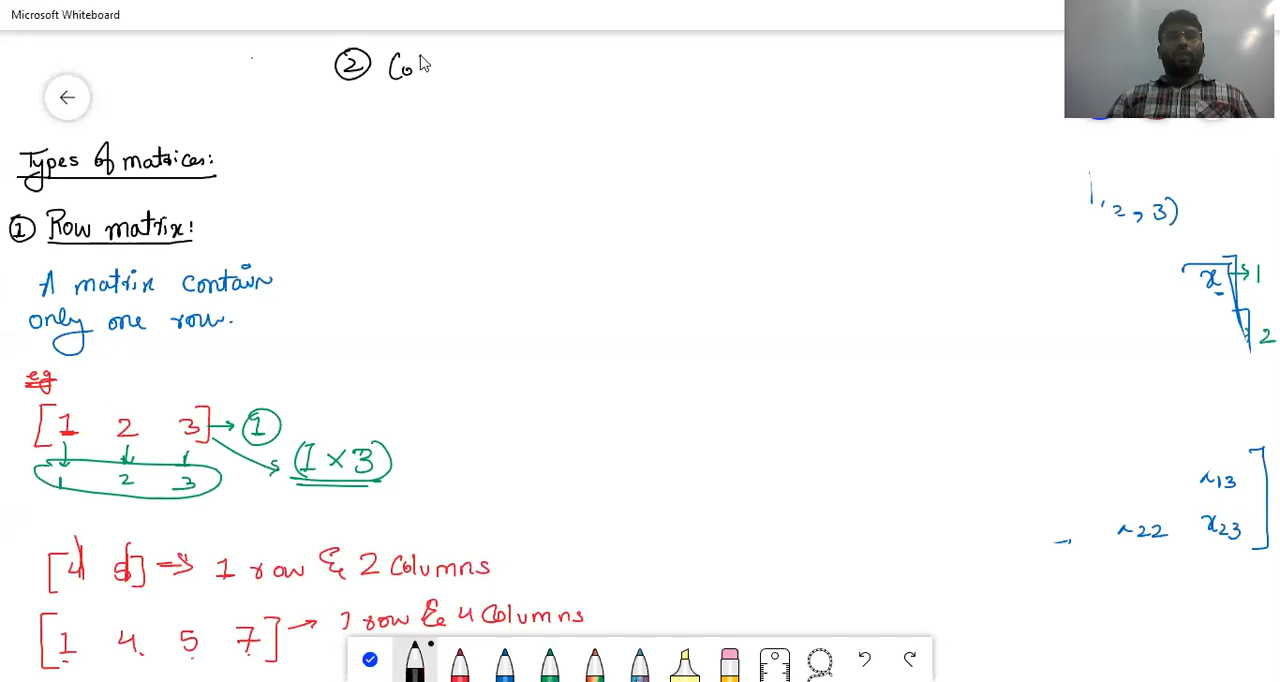 Microsoft Whiteboard
② Co
Types of matrices:
① Row matrix:
A matrix contain
only one row.
eg
[1 2 3] → ①
1 2 3
(1 × 3)
[4 5] ⇒ 1 row & 2 Columns
[1 4 5 7] → 1 row & 4 Columns
1, 2, 3)
x → 1
2
x13
x22 x23